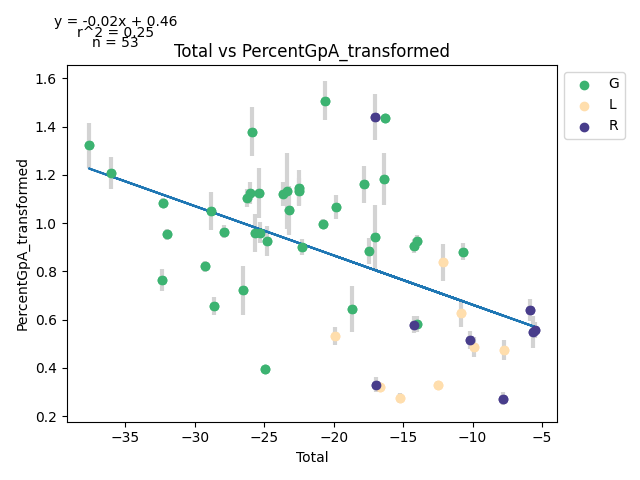 y = -0.02x + 0.46
r^2 = 0.25
n = 53
Total vs PercentGpA_transformed
PercentGpA_transformed
1.6
1.4
1.2
1.0
0.8
0.6
0.4
0.2
−35
−30
−25
−20
−15
−10
−5
Total
G
L
R